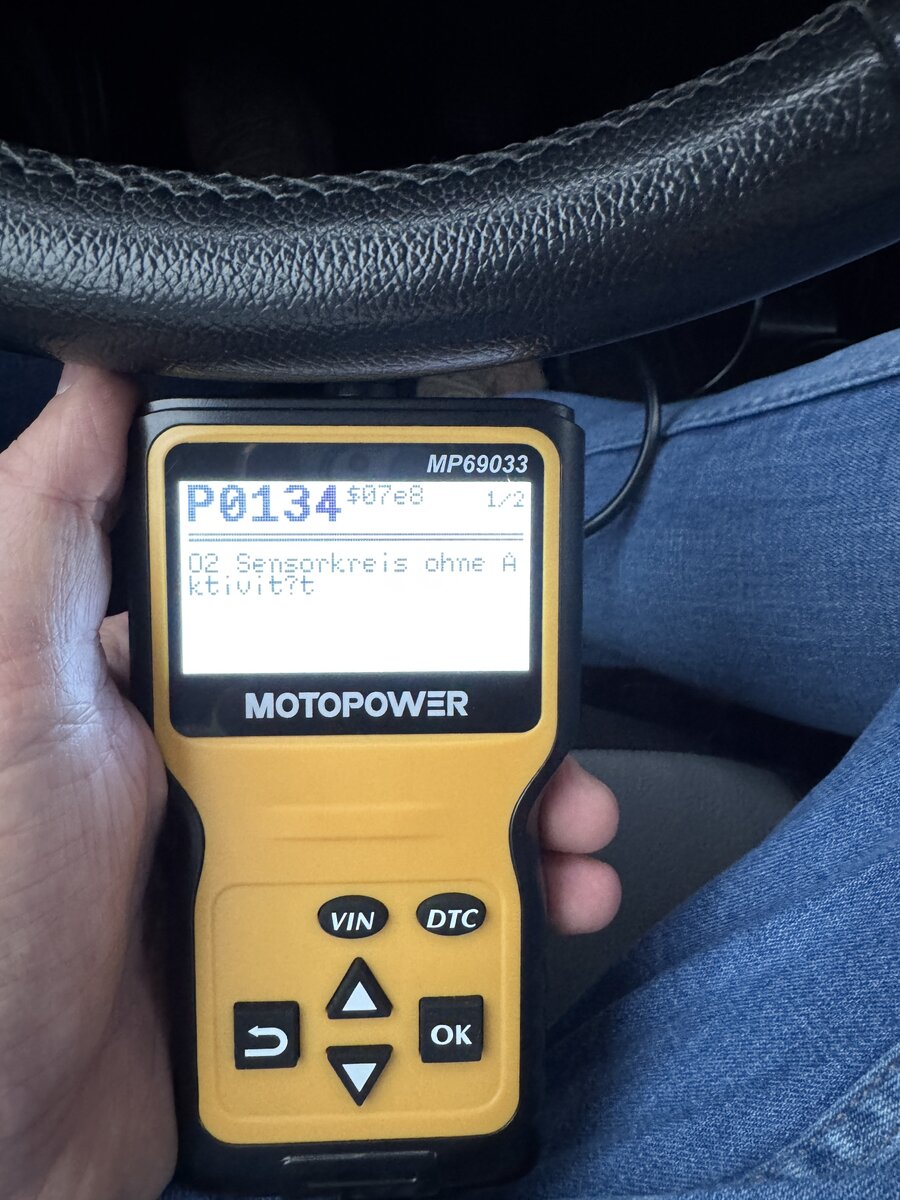 MP69033
P0134 $07e8 1/2
O2 Sensorkreis ohne A
ktivit?t
MOTOPOWER
VIN DTC
OK